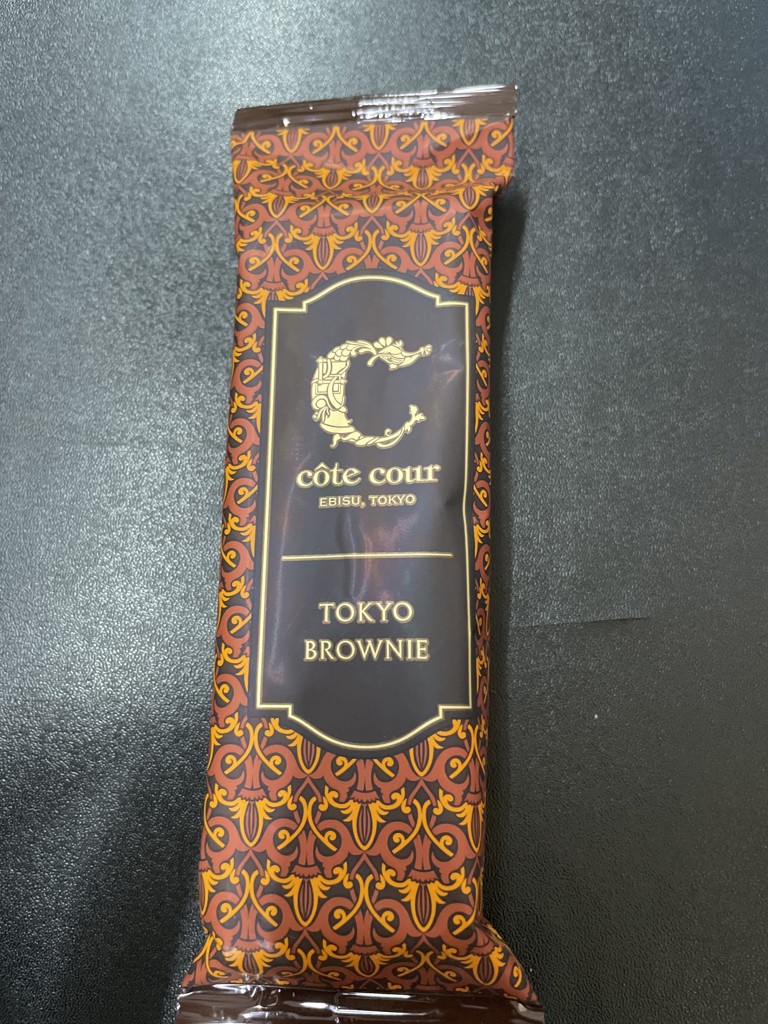 C
côte cour
EBISU, TOKYO
TOKYO
BROWNIE